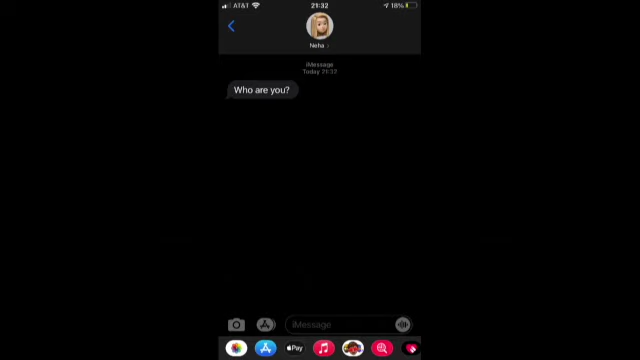 AT&T 21:32 18%
Neha
iMessage
Today 21:32
Who are you?
iMessage
Pay